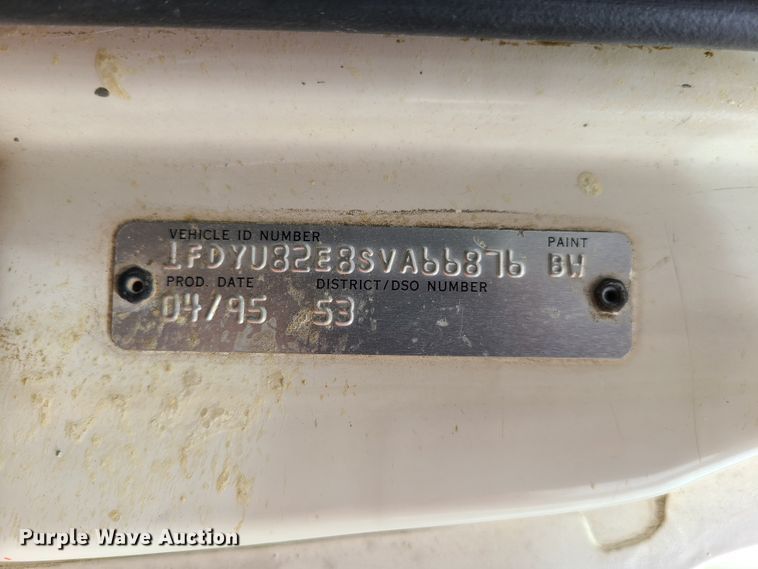 VEHICLE ID NUMBER PAINT
1FDYU82E8SVA66876 BW
PROD. DATE DISTRICT/DSO NUMBER
04/95 53
Purple Wave Auction